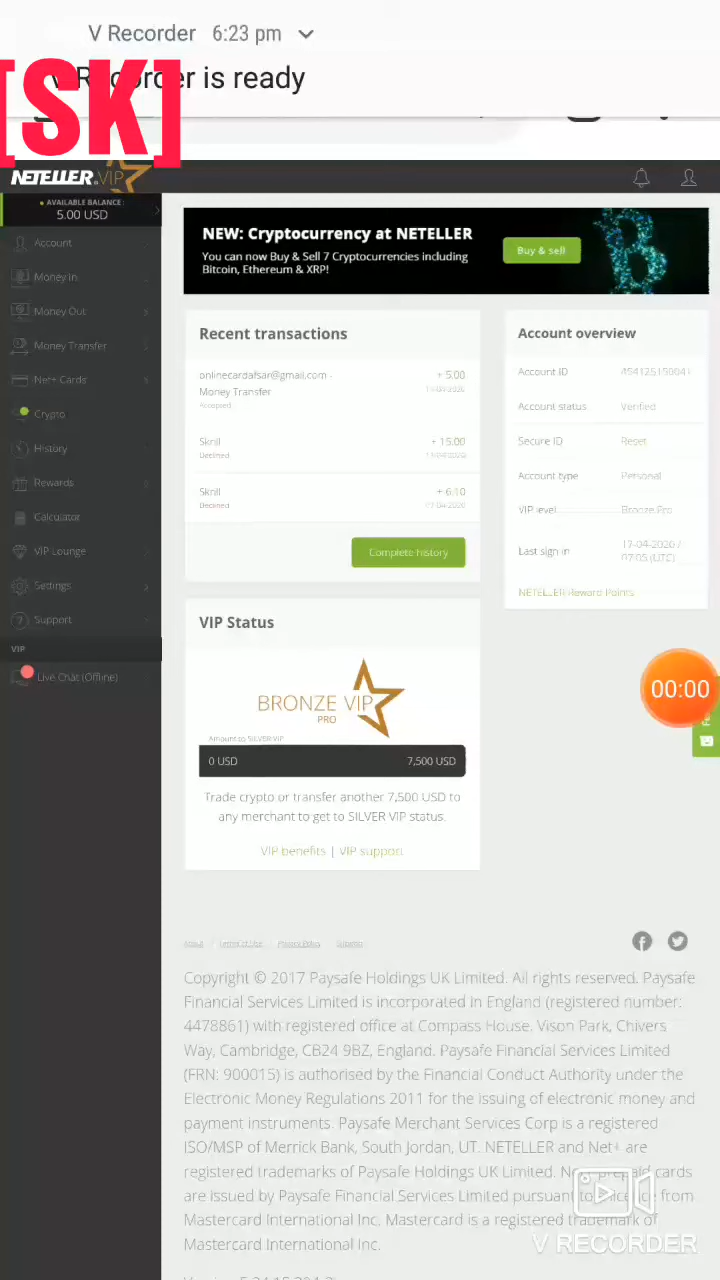 V Recorder 6:23 pm
V Recorder is ready
[SK]
NETELLER VIP
AVAILABLE BALANCE:
5.00 USD
Account
Money In
Money Out
Money Transfer
Net+ Cards
Crypto
History
Rewards
Calculator
VIP Lounge
Settings
Support
VIP
Live Chat (Offline)
NEW: Cryptocurrency at NETELLER
You can now Buy & Sell 7 Cryptocurrencies including
Bitcoin, Ethereum & XRP!
Buy & sell
Recent transactions
onlinecardafsar@gmail.com -
Money Transfer
Accepted
+ 5.00
Skrill
Declined
+ 15.00
Skrill
Declined
+ 6.10
Complete history
Account overview
Account ID
Account status Verified
Secure ID Reset
Account type Personal
VIP level Bronze Pro
Last sign in 17-04-2020 /
07:05 (UTC)
NETELLER Reward Points
00:00
VIP Status
BRONZE VIP
PRO
Amount to SILVER VIP
0 USD 7,500 USD
Trade crypto or transfer another 7,500 USD to
any merchant to get to SILVER VIP status.
VIP benefits | VIP support
About Terms of Use Privacy Policy
Copyright © 2017 Paysafe Holdings UK Limited. All rights reserved. Paysafe
Financial Services Limited is incorporated in England (registered number:
4478861) with registered office at Compass House, Vison Park, Chivers
Way, Cambridge, CB24 9BZ, England. Paysafe Financial Services Limited
(FRN: 900015) is authorised by the Financial Conduct Authority under the
Electronic Money Regulations 2011 for the issuing of electronic money and
payment instruments. Paysafe Merchant Services Corp is a registered
ISO/MSP of Merrick Bank, South Jordan, UT. NETELLER and Net+ are
registered trademarks of Paysafe Holdings UK Limited. Net+ prepaid cards
are issued by Paysafe Financial Services Limited pursuant to licence from
Mastercard International Inc. Mastercard is a registered trademark of
Mastercard International Inc.
V RECORDER